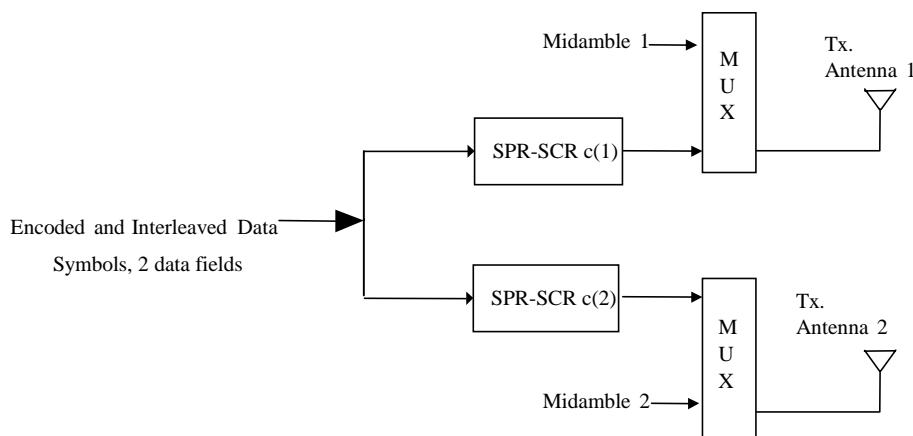 Midamble 1
M
U
X
Tx.
Antenna 1
SPR-SCR c(1)
Encoded and Interleaved Data
Symbols, 2 data fields
SPR-SCR c(2)
M
U
X
Tx.
Antenna 2
Midamble 2